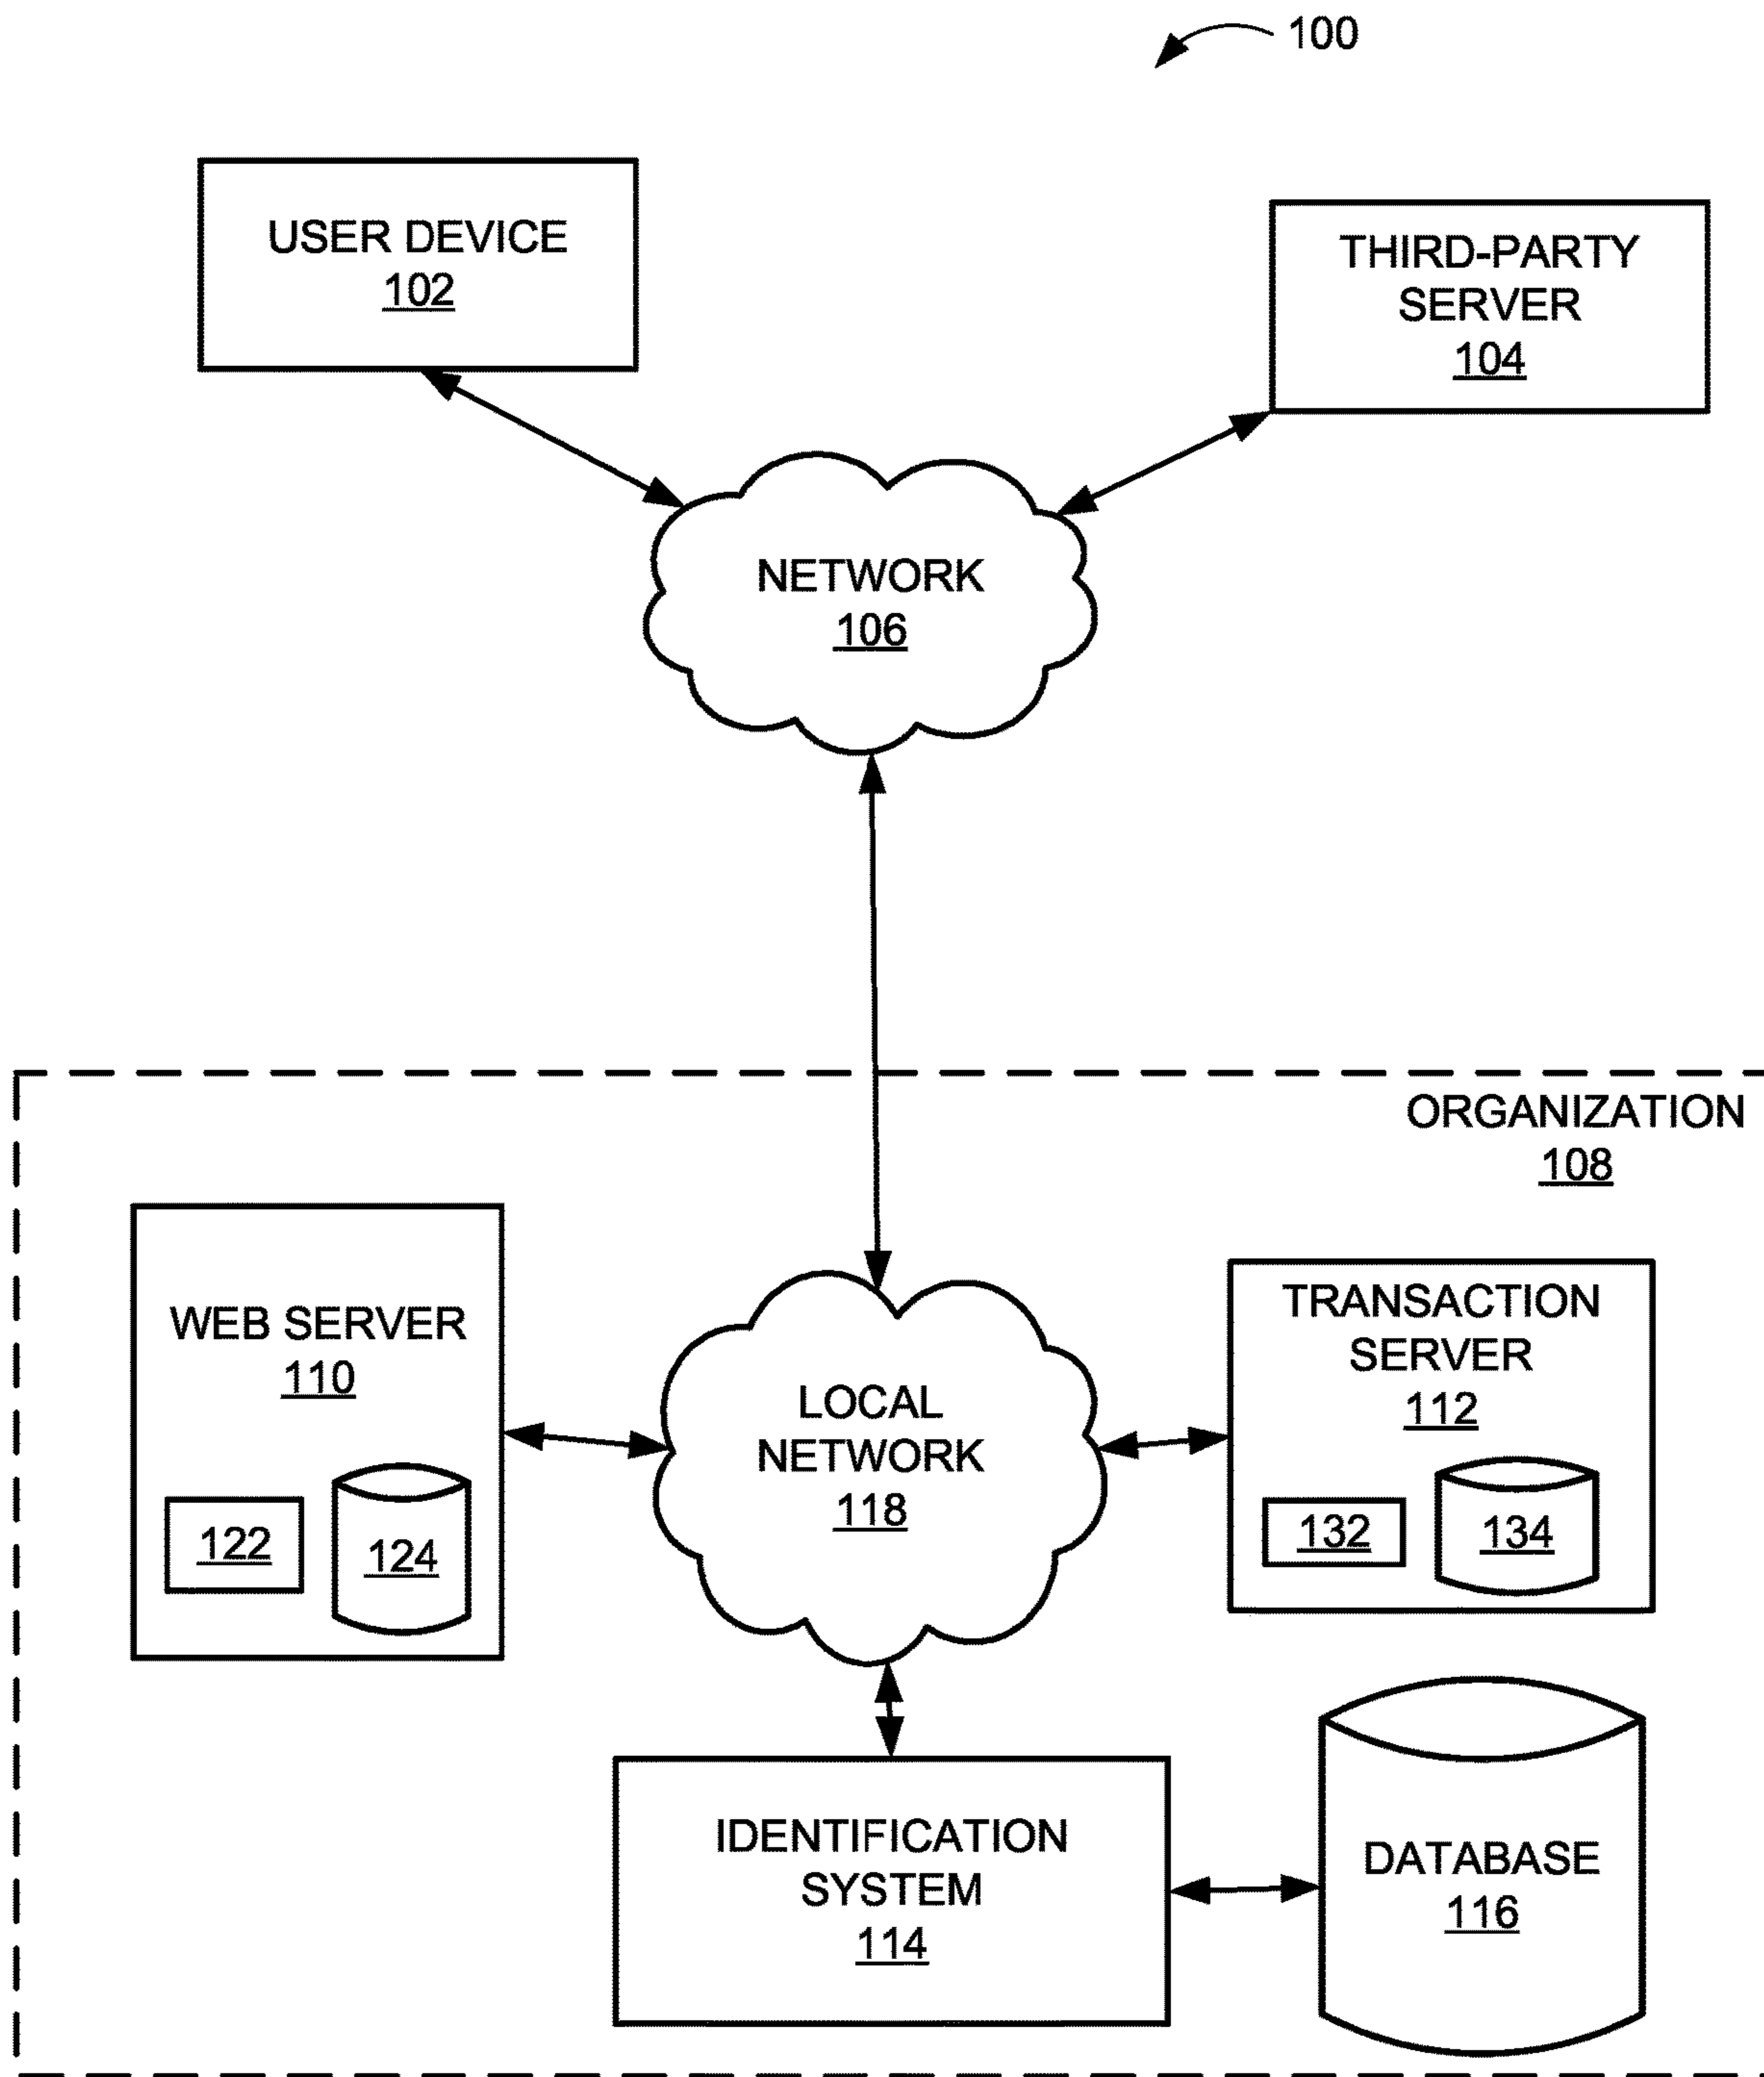 100
USER DEVICE
102
THIRD-PARTY
SERVER
104
NETWORK
106
ORGANIZATION
108
WEB SERVER
110
122
124
LOCAL
NETWORK
118
TRANSACTION
SERVER
112
132
134
IDENTIFICATION
SYSTEM
114
DATABASE
116